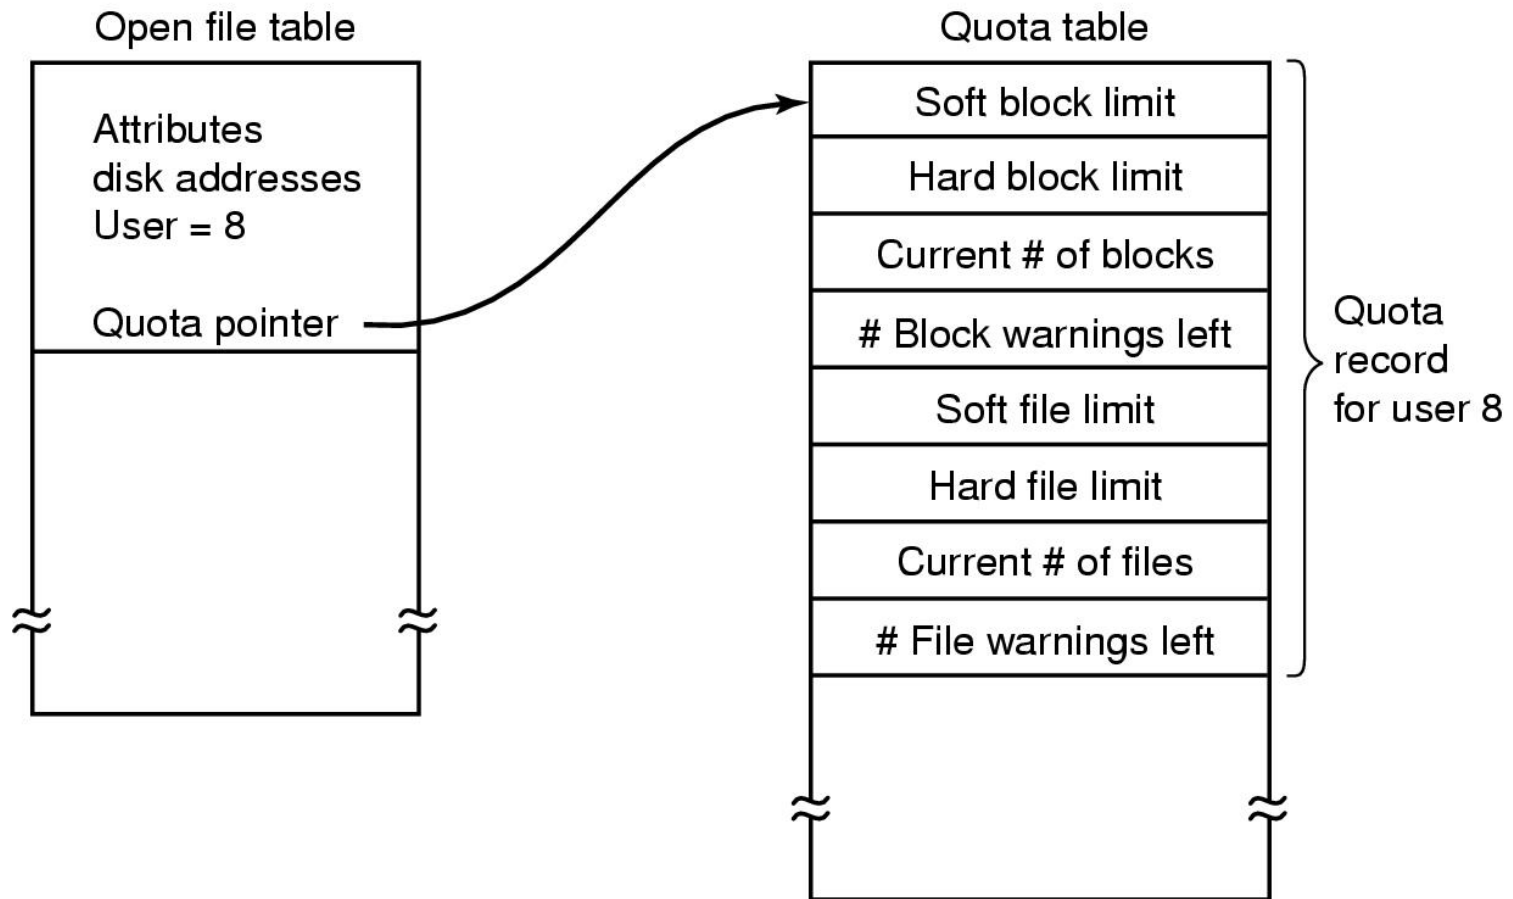 Open file table
Attributes
disk addresses
User = 8
Quota pointer
Quota table
Soft block limit
Hard block limit
Current # of blocks
# Block warnings left
Soft file limit
Hard file limit
Current # of files
# File warnings left
Quota
record
for user 8